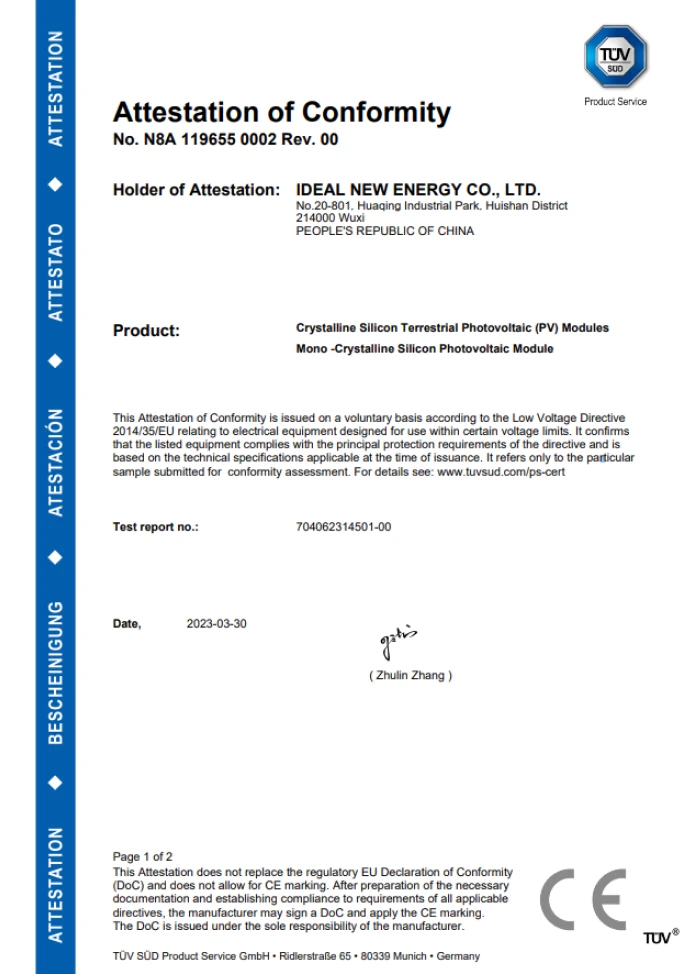 TÜV
SÜD
Product Service
Attestation of Conformity
No. N8A 119655 0002 Rev. 00
Holder of Attestation: IDEAL NEW ENERGY CO., LTD.
No.20-801, Huaqing Industrial Park, Huishan District
214000 Wuxi
PEOPLE'S REPUBLIC OF CHINA
Product: Crystalline Silicon Terrestrial Photovoltaic (PV) Modules
Mono -Crystalline Silicon Photovoltaic Module
This Attestation of Conformity is issued on a voluntary basis according to the Low Voltage Directive
2014/35/EU relating to electrical equipment designed for use within certain voltage limits. It confirms
that the listed equipment complies with the principal protection requirements of the directive and is
based on the technical specifications applicable at the time of issuance. It refers only to the particular
sample submitted for conformity assessment. For details see: www.tuvsud.com/ps-cert
Test report no.: 704062314501-00
Date, 2023-03-30
( Zhulin Zhang )
Page 1 of 2
This Attestation does not replace the regulatory EU Declaration of Conformity
(DoC) and does not allow for CE marking. After preparation of the necessary
documentation and establishing compliance to requirements of all applicable
directives, the manufacturer may sign a DoC and apply the CE marking.
The DoC is issued under the sole responsibility of the manufacturer.
CE
TÜV®
TÜV SÜD Product Service GmbH • Ridlerstraße 65 • 80339 Munich • Germany
ATTESTATION ◆ BESCHEINIGUNG ◆ ATESTACIÓN ◆ ATTESTATO ◆ ATTESTATION